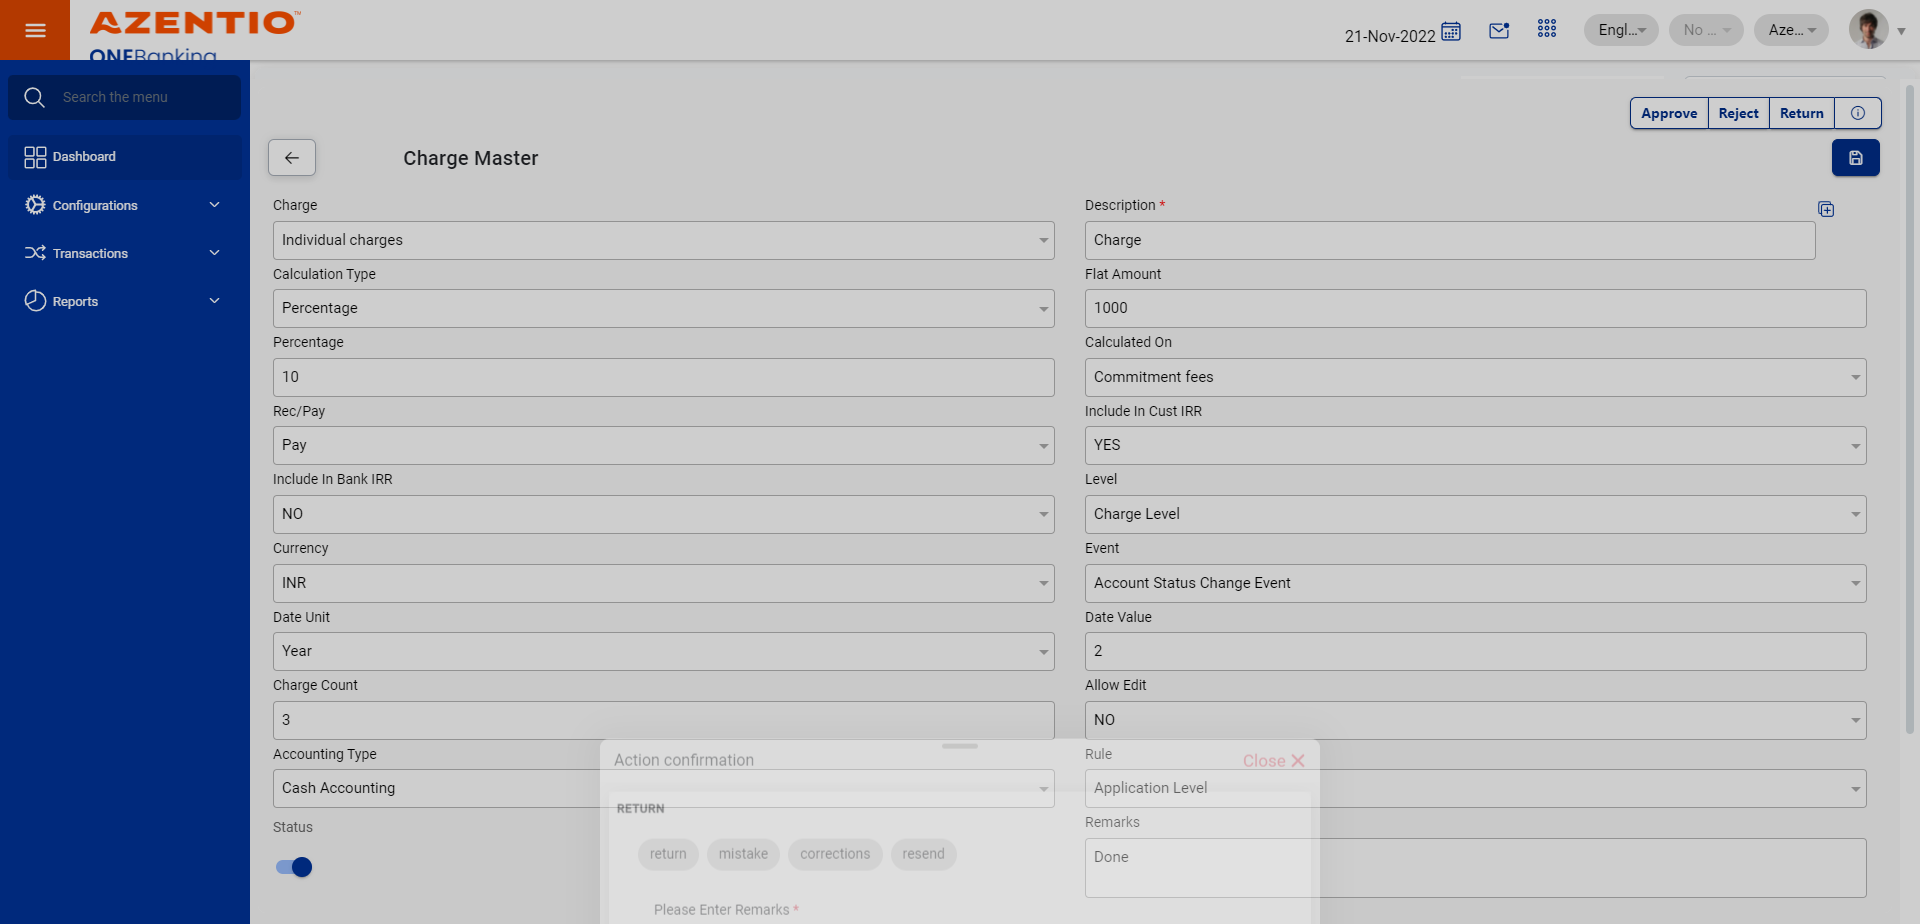 AZENTIO™
ONEBanking
21-Nov-2022
Engl...
No ...
Aze...
Search the menu
Dashboard
Configurations
Transactions
Reports
Approve
Reject
Return
Charge Master
Charge
Individual charges
Description *
Charge
Calculation Type
Percentage
Flat Amount
1000
Percentage
10
Calculated On
Commitment fees
Rec/Pay
Pay
Include In Cust IRR
YES
Include In Bank IRR
NO
Level
Charge Level
Currency
INR
Event
Account Status Change Event
Date Unit
Year
Date Value
2
Charge Count
3
Allow Edit
NO
Accounting Type
Cash Accounting
Rule
Application Level
Status
Remarks
Done
Action confirmation
Close
RETURN
return
mistake
corrections
resend
Please Enter Remarks *